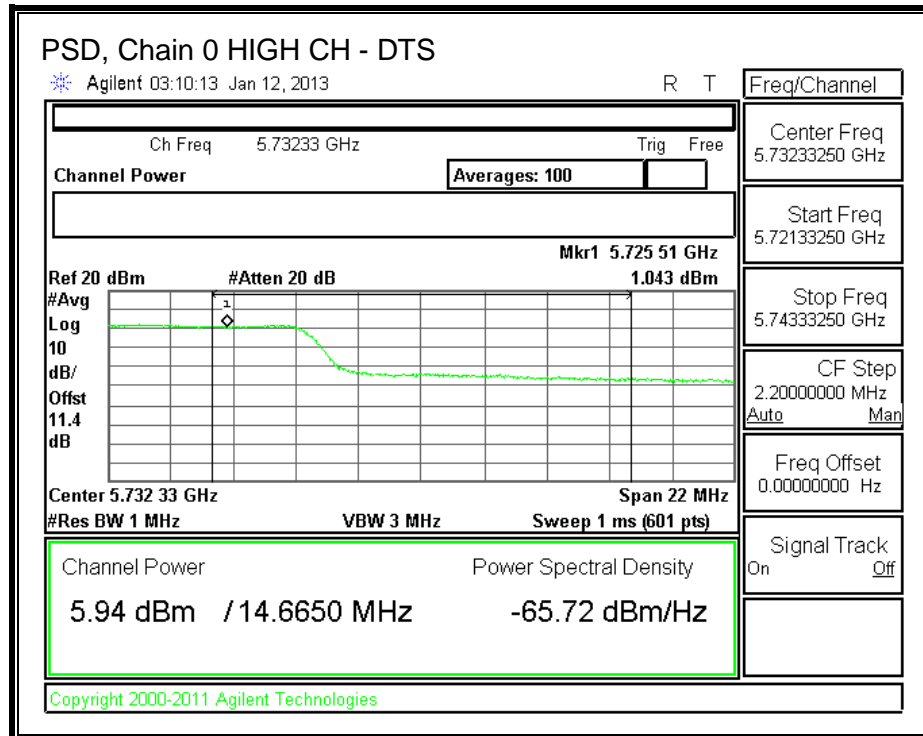 PSD, Chain 0 HIGH CH - DTS
Agilent 03:10:13 Jan 12, 2013 R T
Ch Freq 5.73233 GHz Trig Free
Channel Power Averages: 100
Mkr1 5.725 51 GHz
Ref 20 dBm #Atten 20 dB 1.043 dBm
#Avg
Log
10
dB/
Offst
11.4
dB
1
Center 5.732 33 GHz Span 22 MHz
#Res BW 1 MHz VBW 3 MHz Sweep 1 ms (601 pts)
Channel Power Power Spectral Density
5.94 dBm / 14.6650 MHz -65.72 dBm/Hz
Copyright 2000-2011 Agilent Technologies
Freq/Channel
Center Freq
5.73233250 GHz
Start Freq
5.72133250 GHz
Stop Freq
5.74333250 GHz
CF Step
2.20000000 MHz
Auto Man
Freq Offset
0.00000000 Hz
Signal Track
On Off